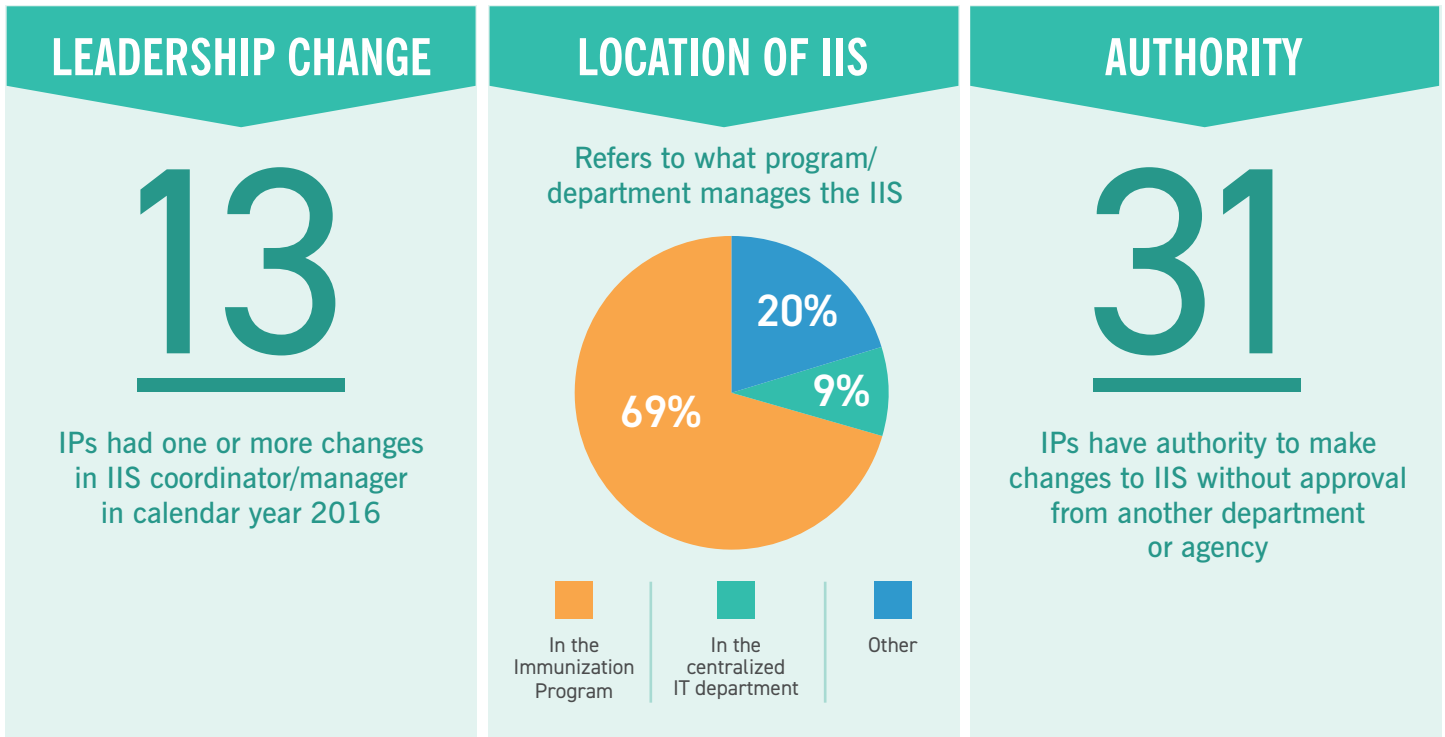 LEADERSHIP CHANGE
13
IPs had one or more changes
in IIS coordinator/manager
in calendar year 2016
LOCATION OF IIS
Refers to what program/
department manages the IIS
20%
9%
69%
In the
Immunization
Program
In the
centralized
IT department
Other
AUTHORITY
31
IPs have authority to make
changes to IIS without approval
from another department
or agency